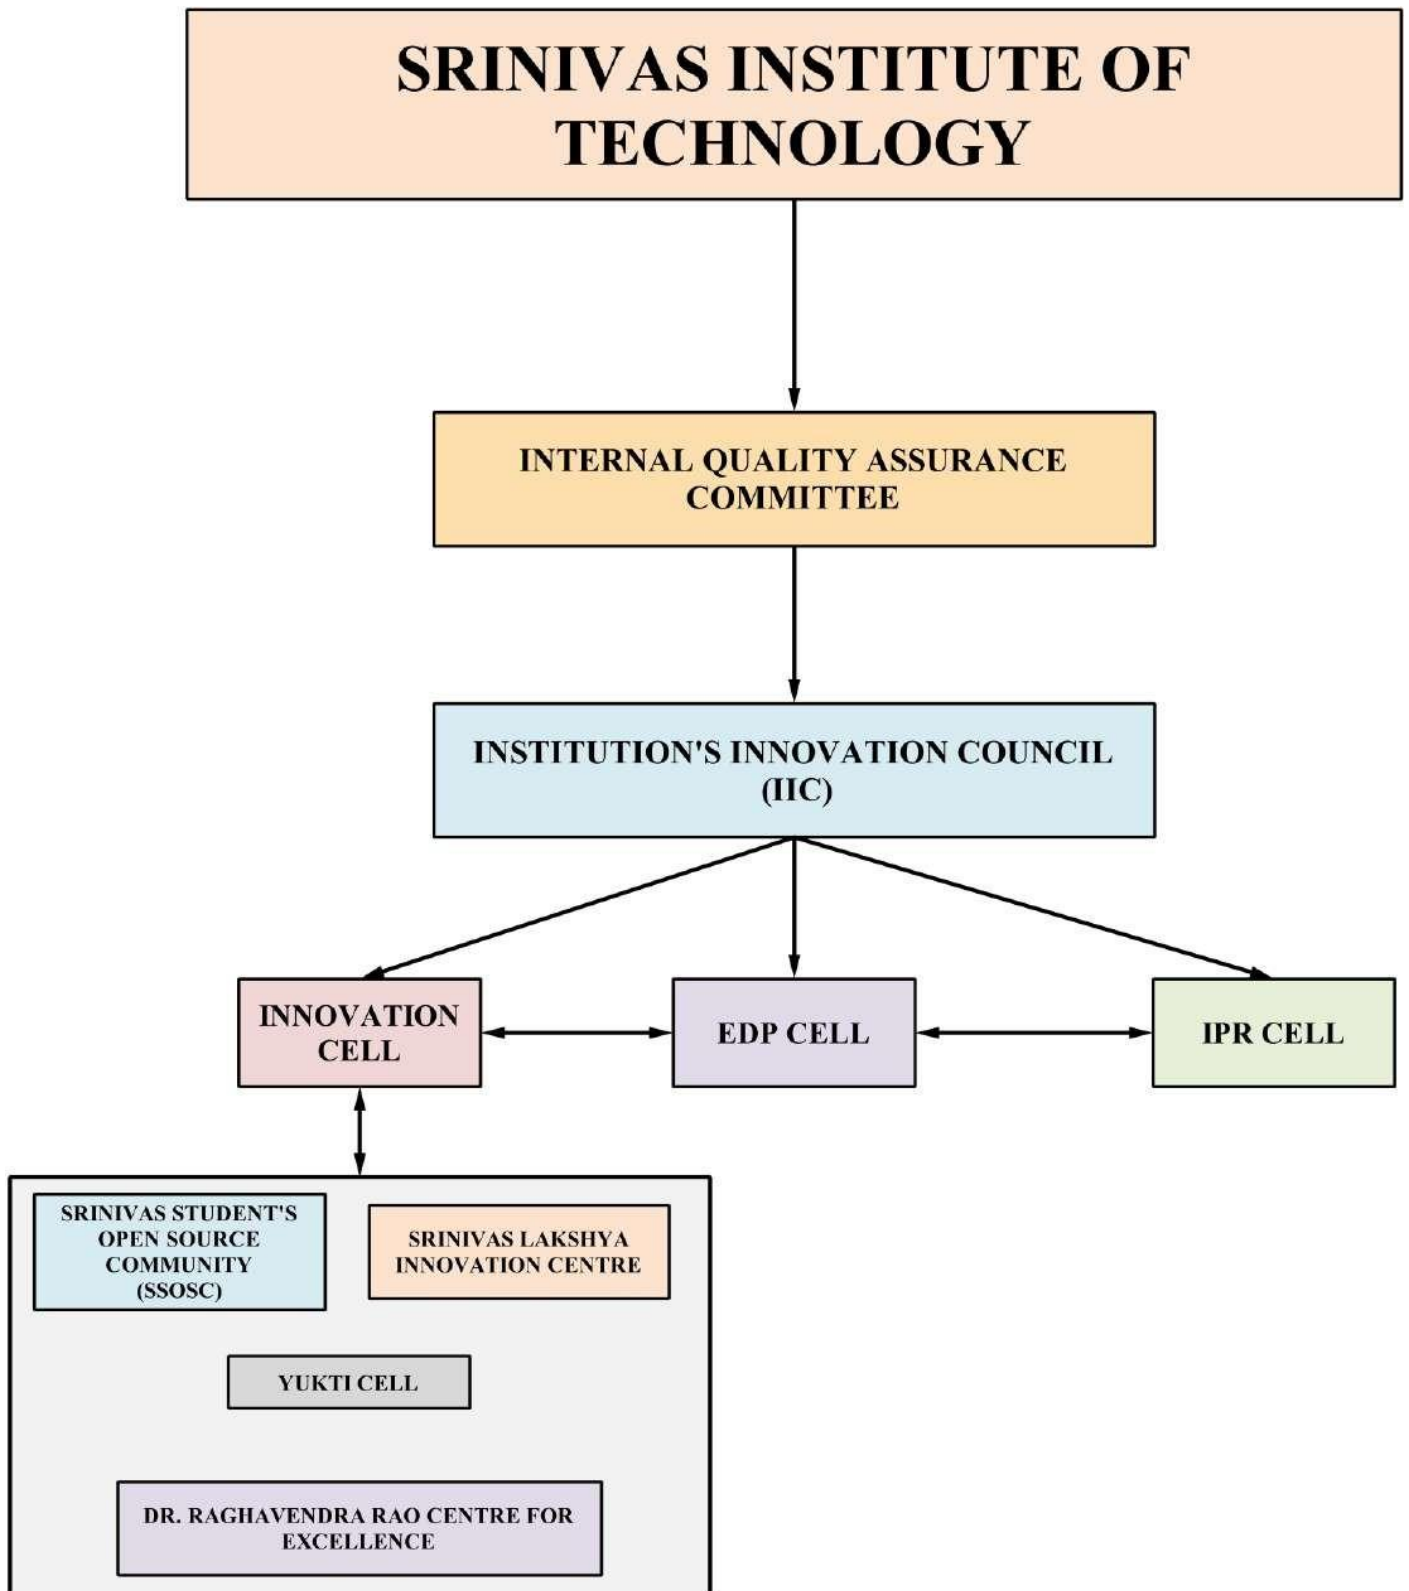 SRINIVAS INSTITUTE OF
TECHNOLOGY
INTERNAL QUALITY ASSURANCE
COMMITTEE
INSTITUTION'S INNOVATION COUNCIL
(IIC)
INNOVATION
CELL
EDP CELL
IPR CELL
SRINIVAS STUDENT'S
OPEN SOURCE
COMMUNITY
(SSOSC)
SRINIVAS LAKSHYA
INNOVATION CENTRE
YUKTI CELL
DR. RAGHAVENDRA RAO CENTRE FOR
EXCELLENCE